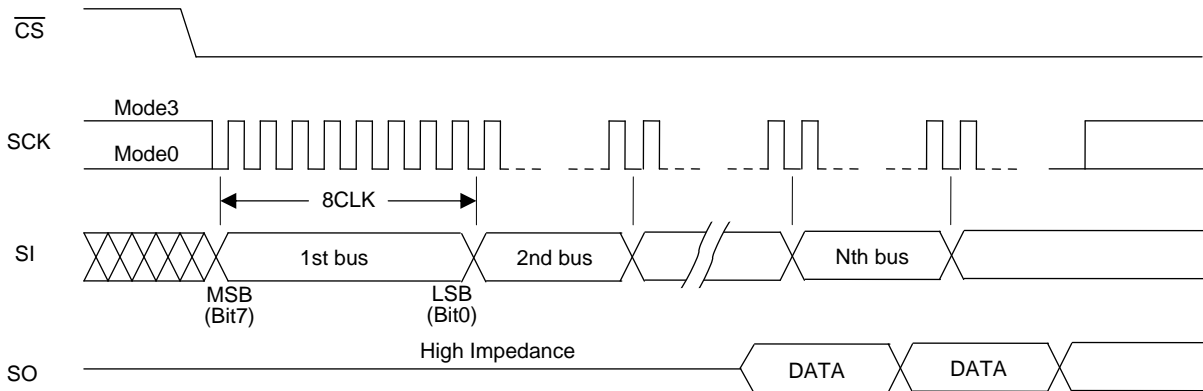 CS
Mode3
SCK
Mode0
8CLK
SI
1st bus
2nd bus
Nth bus
MSB
(Bit7)
LSB
(Bit0)
High Impedance
SO
DATA
DATA